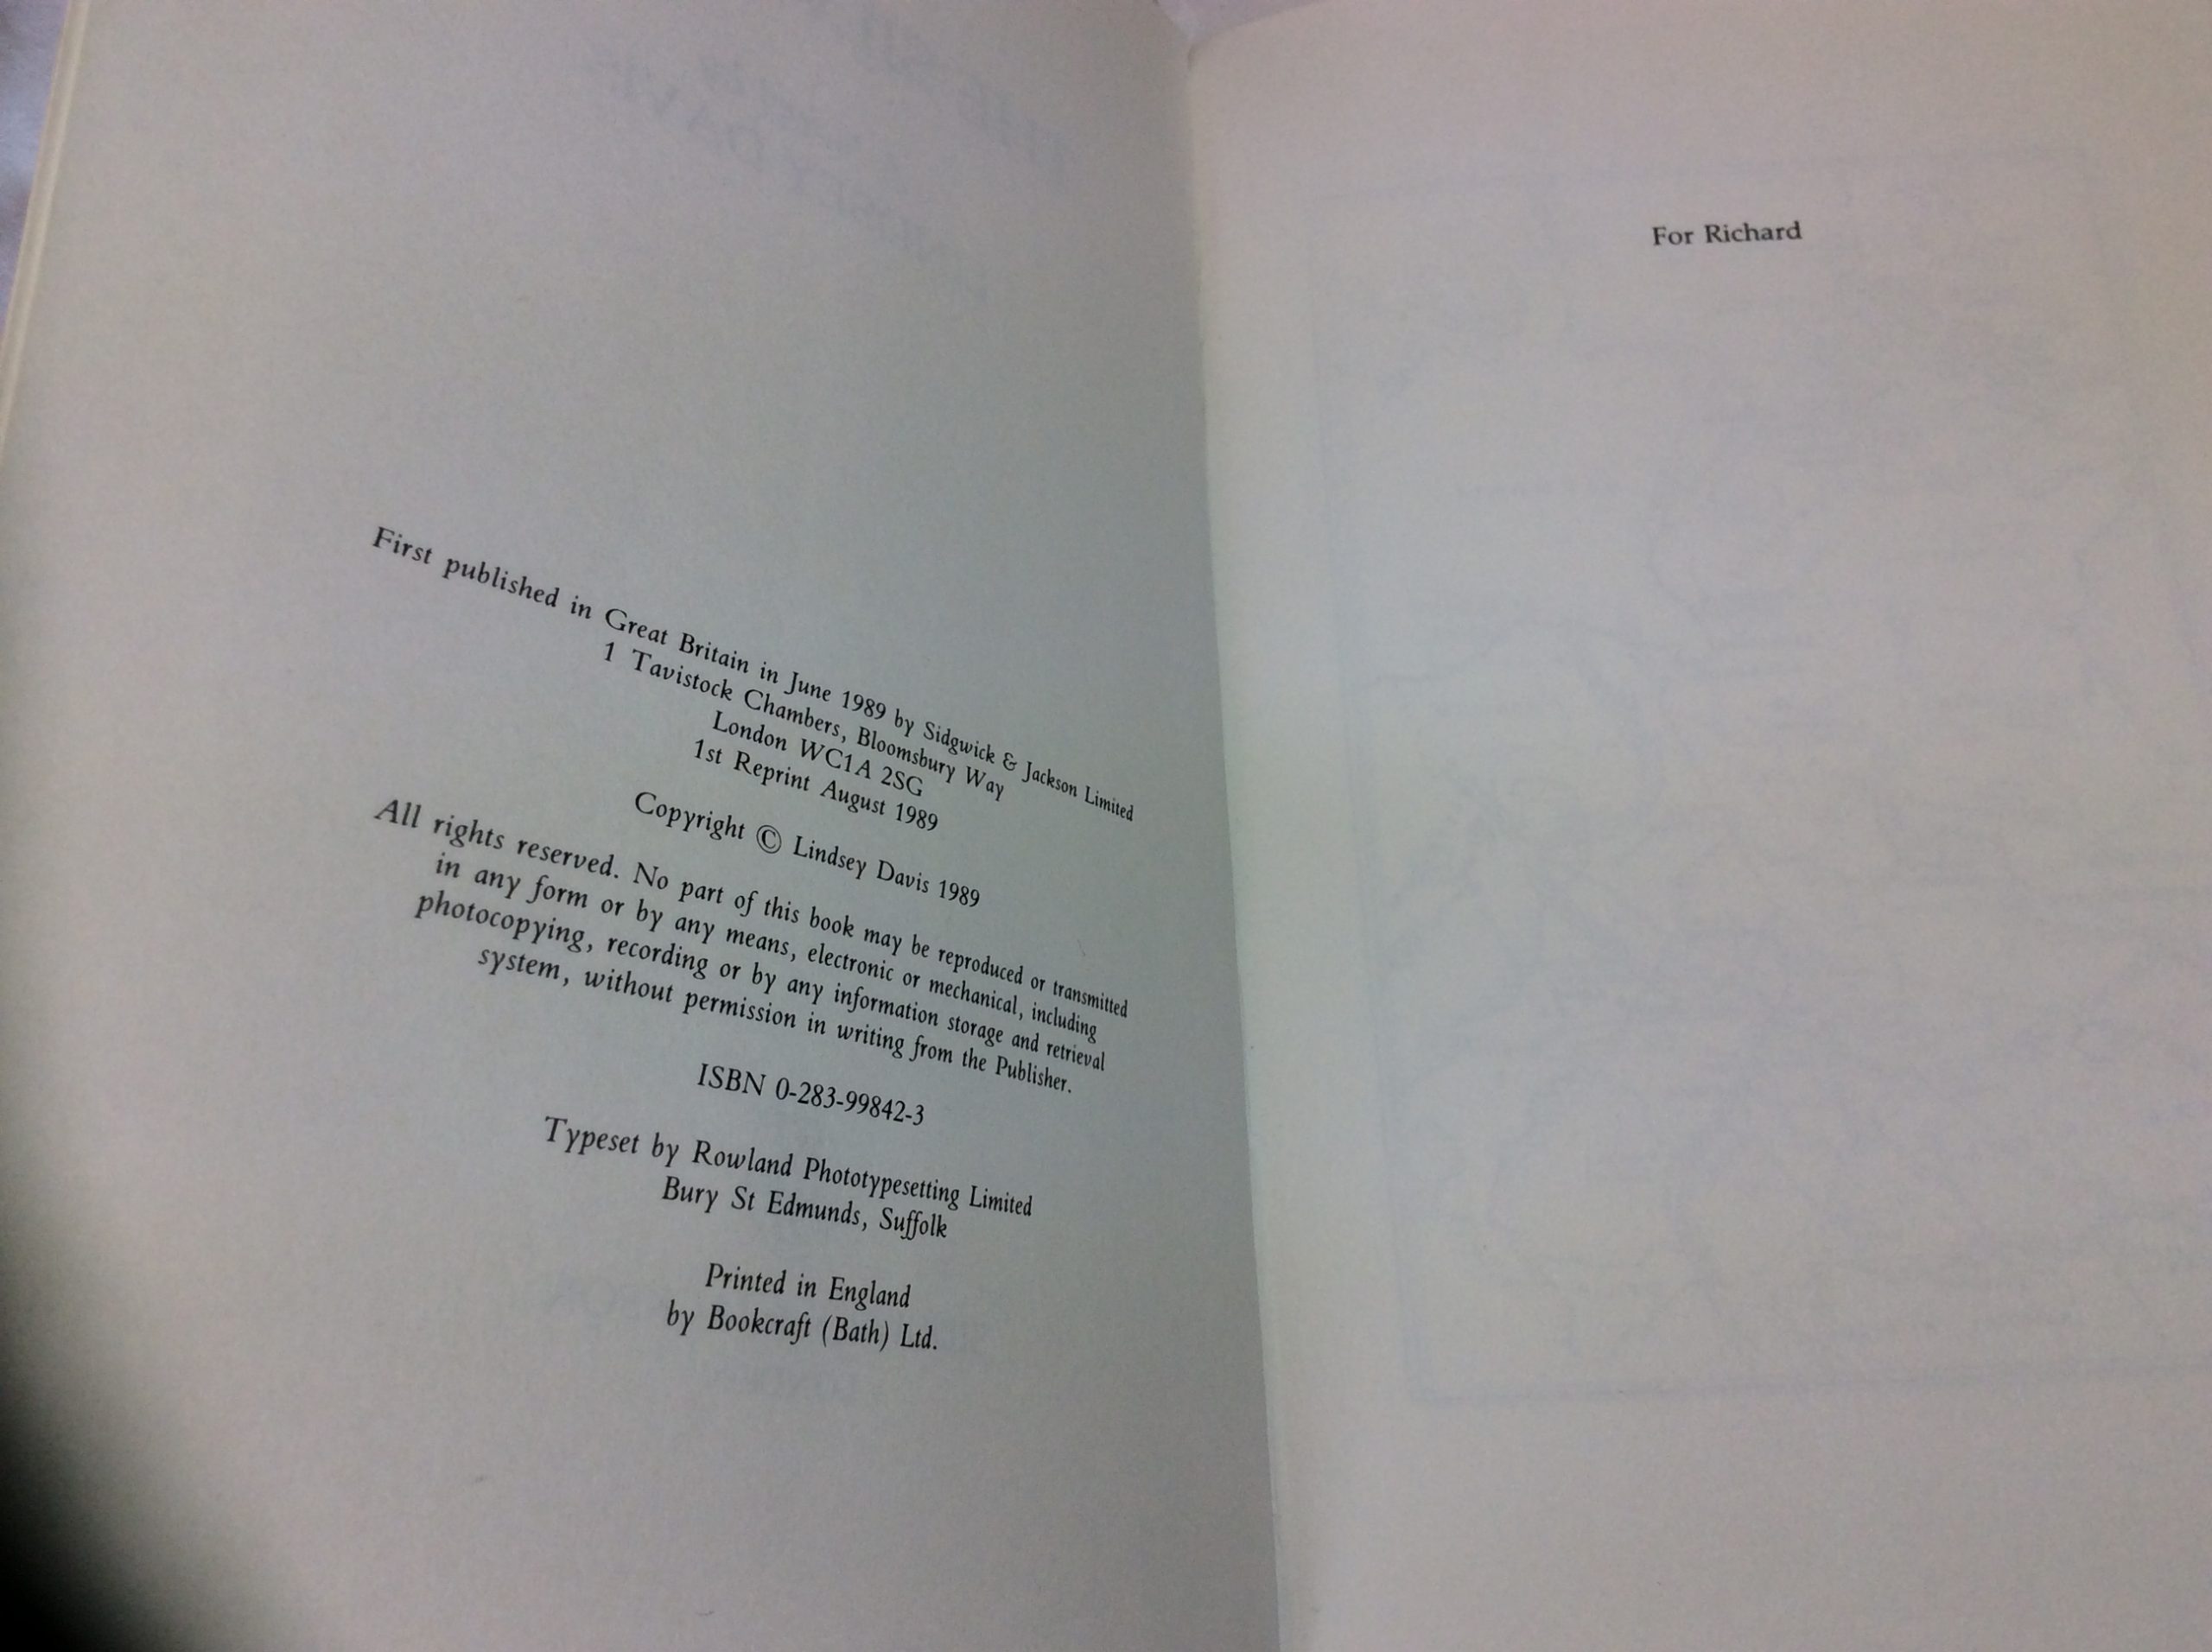 First published in Great Britain in June 1989 by Sidgwick & Jackson Limited
1 Tavistock Chambers, Bloomsbury Way
London WC1A 2SG
1st Reprint August 1989
Copyright © Lindsey Davis 1989
All rights reserved. No part of this book may be reproduced or transmitted
in any form or by any means, electronic or mechanical, including
photocopying, recording or by any information storage and retrieval
system, without permission in writing from the Publisher.
ISBN 0-283-99842-3
Typeset by Rowland Phototypesetting Limited
Bury St Edmunds, Suffolk
Printed in England
by Bookcraft (Bath) Ltd.
For Richard